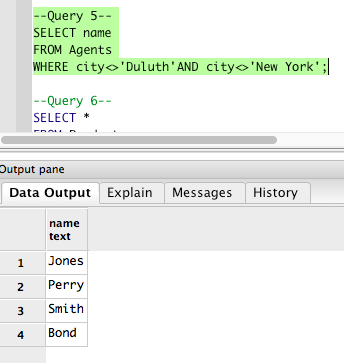 --Query 5--
SELECT name
FROM Agents
WHERE city<>'Duluth'AND city<>'New York';
--Query 6--
SELECT *
Output pane
Data Output Explain Messages History
name
text
1 Jones
2 Perry
3 Smith
4 Bond